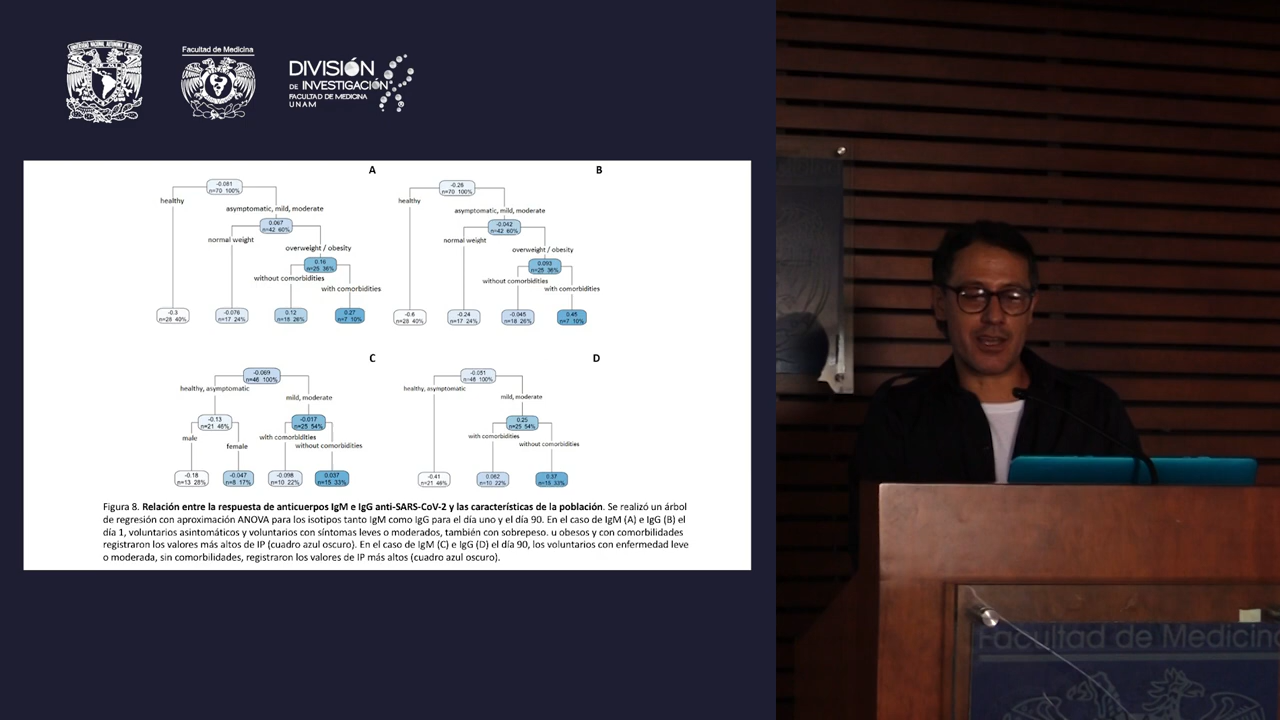 Facultad de Medicina
DIVISIÓN
DE INVESTIGACIÓN
FACULTAD DE MEDICINA
UNAM
A
-0.081
n=70 100%
healthy
asymptomatic, mild, moderate
0.067
n=42 60%
normal weight
overweight / obesity
0.16
n=25 36%
without comorbidities
with comorbidities
-0.3
n=28 40%
-0.076
n=17 24%
0.12
n=18 26%
0.27
n=7 10%
B
-0.26
n=70 100%
healthy
asymptomatic, mild, moderate
-0.042
n=42 60%
normal weight
overweight / obesity
0.093
n=25 36%
without comorbidities
with comorbidities
-0.6
n=28 40%
-0.24
n=17 24%
-0.045
n=18 26%
0.45
n=7 10%
C
-0.069
n=46 100%
healthy, asymptomatic
mild, moderate
-0.13
n=21 46%
-0.017
n=25 54%
male
female
with comorbidities
without comorbidities
-0.18
n=13 28%
-0.047
n=8 17%
-0.098
n=10 22%
0.037
n=15 33%
D
-0.051
n=46 100%
healthy, asymptomatic
mild, moderate
0.25
n=25 54%
with comorbidities
without comorbidities
-0.41
n=21 46%
0.062
n=10 22%
0.37
n=15 33%
Figura 8. Relación entre la respuesta de anticuerpos IgM e IgG anti-SARS-CoV-2 y las características de la población. Se realizó un árbol
de regresión con aproximación ANOVA para los isotipos tanto IgM como IgG para el día uno y el día 90. En el caso de IgM (A) e IgG (B) el
día 1, voluntarios asintomáticos y voluntarios con síntomas leves o moderados, también con sobrepeso. u obesos y con comorbilidades
registraron los valores más altos de IP (cuadro azul oscuro). En el caso de IgM (C) e IgG (D) el día 90, los voluntarios con enfermedad leve
o moderada, sin comorbilidades, registraron los valores de IP más altos (cuadro azul oscuro).
Facultad de Medicin